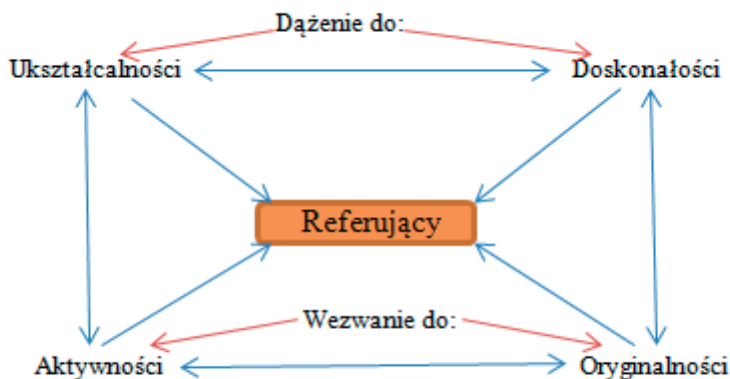 Dążenie do:
Ukształcalności
Doskonałości
Referujący
Wezwanie do:
Aktywności
Oryginalności